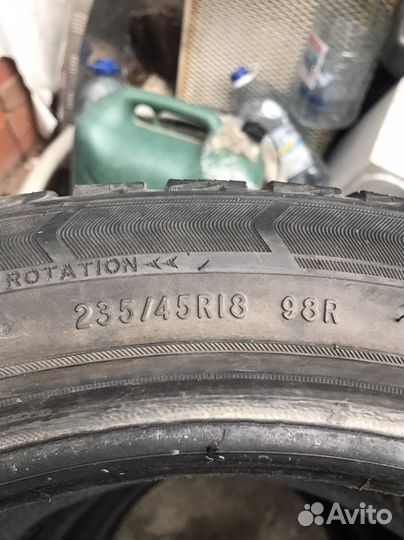 ROTATION <<
235/45R18 98R
Avito